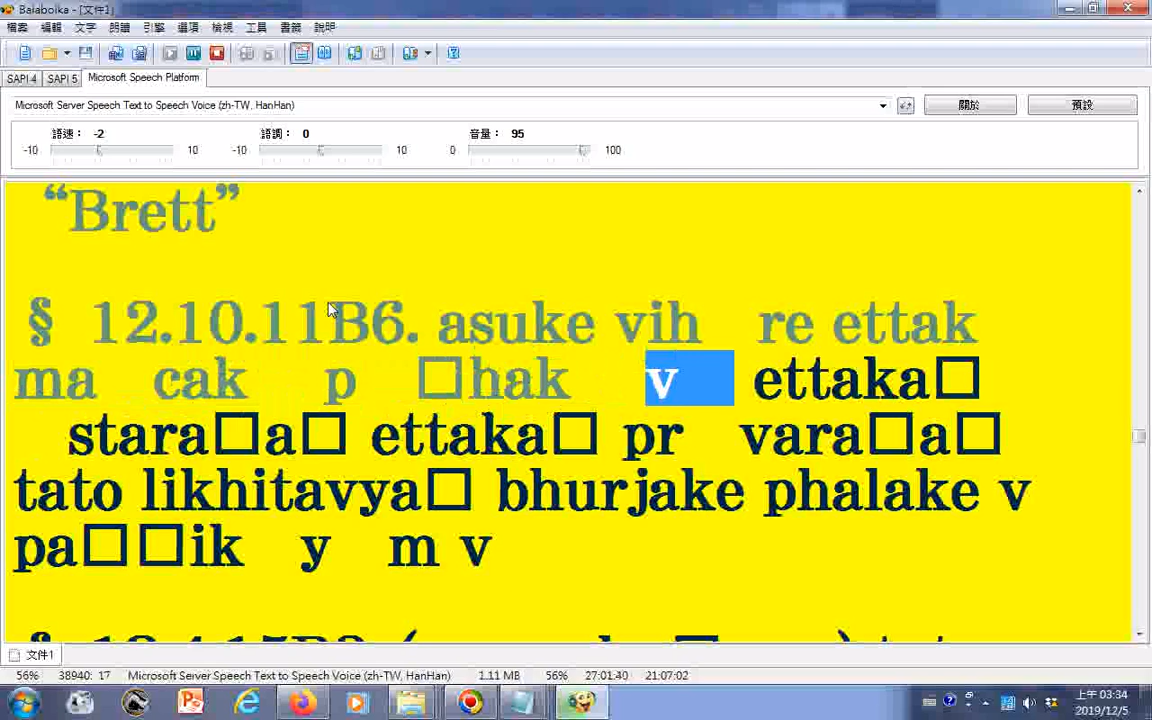 Balabolka - [文件1]
檔案 編輯 文字 朗讀 引擎 選項 檢視 工具 書籤 說明
SAPI 4 SAPI 5 Microsoft Speech Platform
Microsoft Server Speech Text to Speech Voice (zh-TW, HanHan) 關於 預設
語速： -2 語調： 0 音量： 95
-10 10 -10 10 0 100
“Brett”
§ 12.10.11B6. asuke vih re ettak
ma cak p □hak v ettaka□
stara□a□ ettaka□ pr vara□a□
tato likhitavya□ bhurjake phalake v
pa□□ik y m v
文件1
56% 38940: 17 Microsoft Server Speech Text to Speech Voice (zh-TW, HanHan) 1.11 MB 56% 27:01:40 21:07:02
上午 03:34
2019/12/5